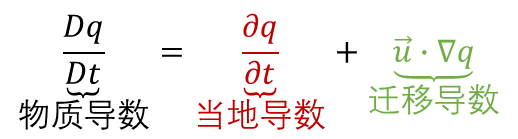 Dq/Dt = ∂q/∂t + u⃗ · ∇q
物质导数 当地导数 迁移导数